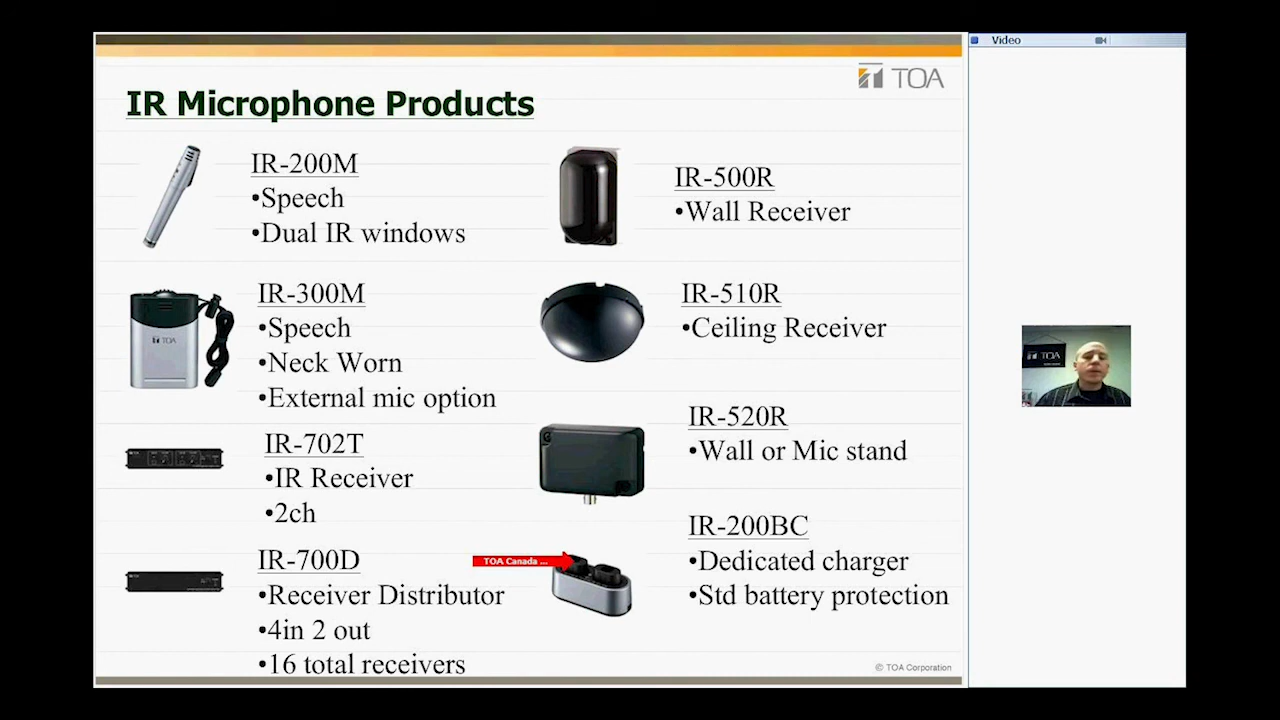 Video
TOA
IR Microphone Products
IR-200M
•Speech
•Dual IR windows
IR-300M
•Speech
•Neck Worn
•External mic option
IR-702T
•IR Receiver
•2ch
IR-700D
•Receiver Distributor
•4in 2 out
•16 total receivers
IR-500R
•Wall Receiver
IR-510R
•Ceiling Receiver
IR-520R
•Wall or Mic stand
IR-200BC
•Dedicated charger
•Std battery protection
TOA Canada ...
TOA
TOA
© TOA Corporation